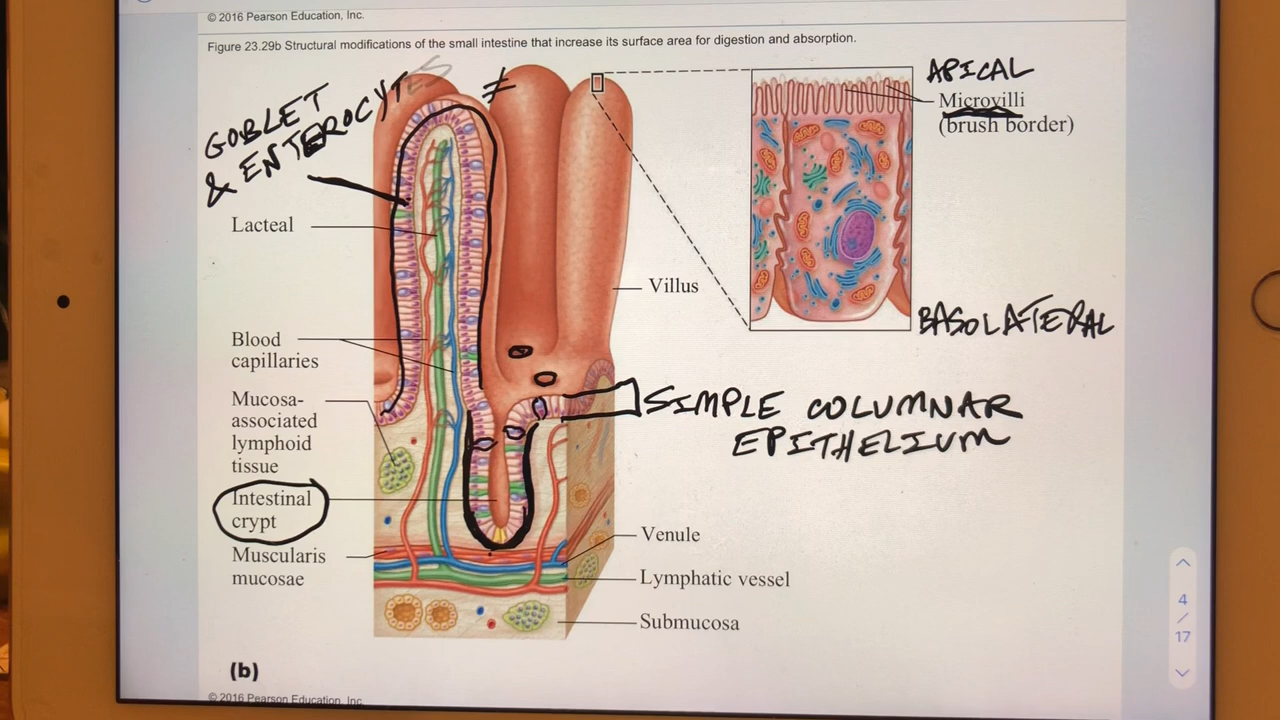 © 2016 Pearson Education, Inc.
Figure 23.29b Structural modifications of the small intestine that increase its surface area for digestion and absorption.
GOBLET
& ENTEROCYTES
≠
APICAL
Microvilli
(brush border)
Lacteal
Villus
BASOLATERAL
Blood
capillaries
Mucosa-
associated
lymphoid
tissue
SIMPLE COLUMNAR
EPITHELIUM
Intestinal
crypt
Muscularis
mucosae
Venule
Lymphatic vessel
Submucosa
(b)
© 2016 Pearson Education, Inc.
4
/
17